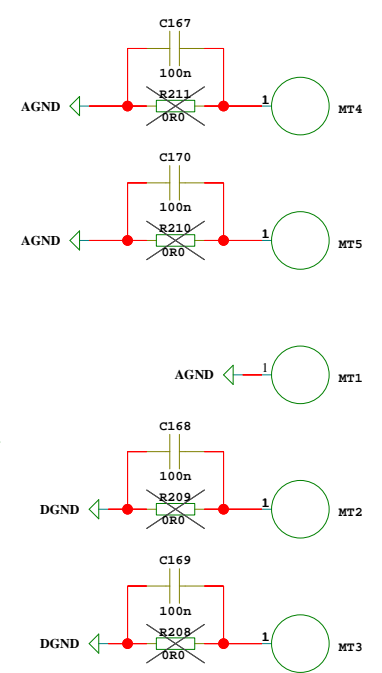 C167
100n
R211
AGND
0R0
1
MT4
C170
100n
R210
AGND
0R0
1
MT5
AGND
1
MT1
C168
100n
R209
DGND
0R0
1
MT2
C169
100n
R208
DGND
0R0
1
MT3